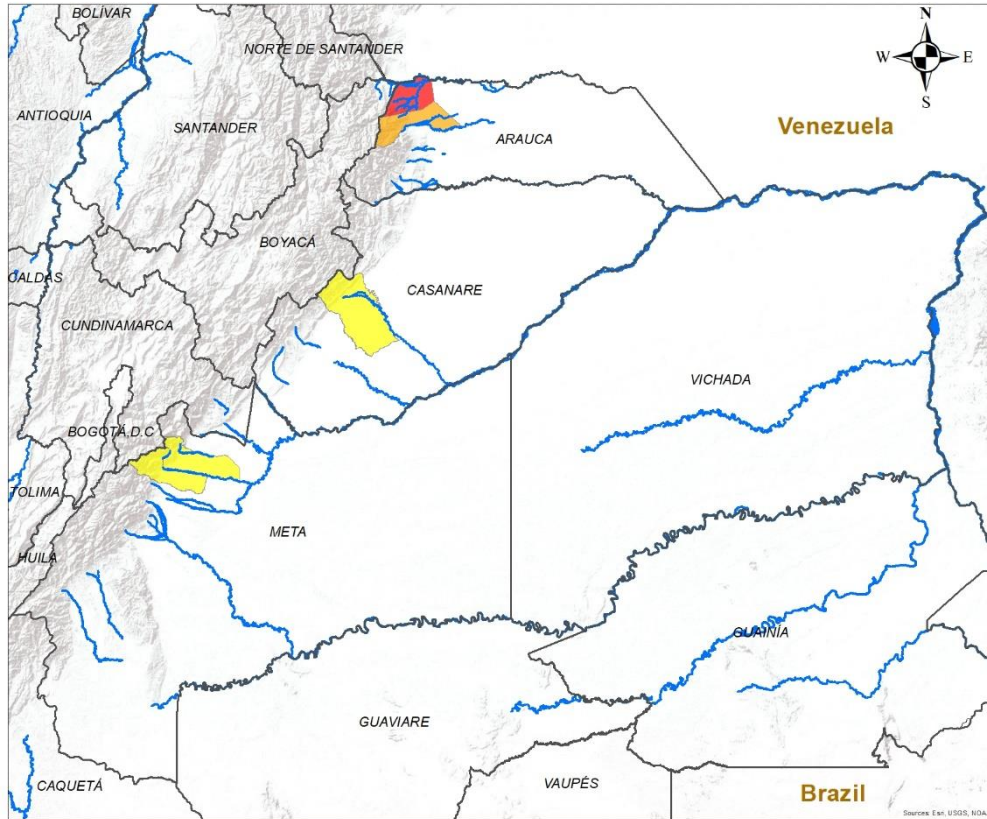 BOLÍVAR
N
NORTE DE SANTANDER
W
E
S
ANTIOQUIA
SANTANDER
Venezuela
ARAUCA
BOYACÁ
CALDAS
CASANARE
CUNDINAMARCA
VICHADA
BOGOTÁ D.C
TOLIMA
META
HUILA
GUAINÍA
GUAVIARE
CAQUETÁ
VAUPÉS
Brazil
Sources: Esri, USGS, NOA